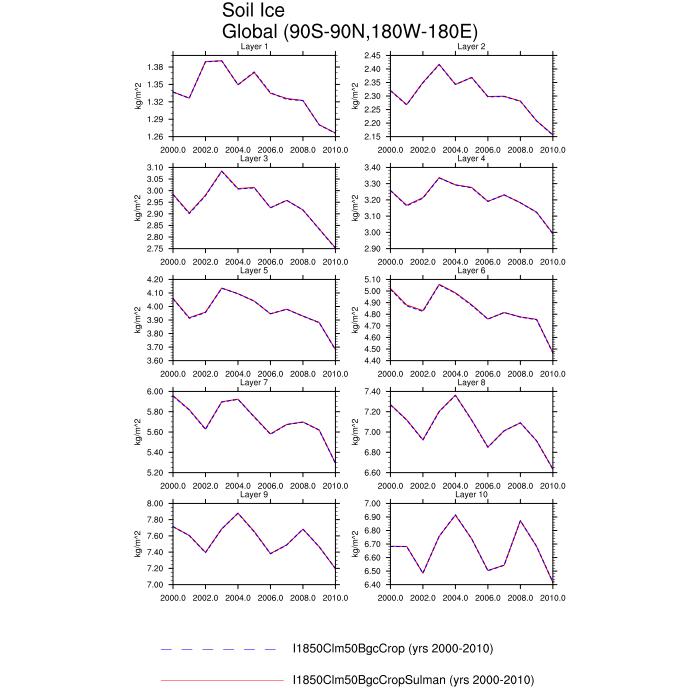 Soil Ice
Global (90S-90N,180W-180E)
Layer 1
kg/m^2
1.38
1.35
1.32
1.29
1.26
2000.0 2002.0 2004.0 2006.0 2008.0 2010.0
Layer 2
kg/m^2
2.45
2.40
2.35
2.30
2.25
2.20
2.15
2000.0 2002.0 2004.0 2006.0 2008.0 2010.0
Layer 3
kg/m^2
3.10
3.05
3.00
2.95
2.90
2.85
2.80
2.75
2000.0 2002.0 2004.0 2006.0 2008.0 2010.0
Layer 4
kg/m^2
3.40
3.30
3.20
3.10
3.00
2.90
2000.0 2002.0 2004.0 2006.0 2008.0 2010.0
Layer 5
kg/m^2
4.20
4.10
4.00
3.90
3.80
3.70
3.60
2000.0 2002.0 2004.0 2006.0 2008.0 2010.0
Layer 6
kg/m^2
5.10
5.00
4.90
4.80
4.70
4.60
4.50
4.40
2000.0 2002.0 2004.0 2006.0 2008.0 2010.0
Layer 7
kg/m^2
6.00
5.80
5.60
5.40
5.20
2000.0 2002.0 2004.0 2006.0 2008.0 2010.0
Layer 8
kg/m^2
7.40
7.20
7.00
6.80
6.60
2000.0 2002.0 2004.0 2006.0 2008.0 2010.0
Layer 9
kg/m^2
8.00
7.80
7.60
7.40
7.20
7.00
2000.0 2002.0 2004.0 2006.0 2008.0 2010.0
Layer 10
kg/m^2
7.00
6.90
6.80
6.70
6.60
6.50
6.40
2000.0 2002.0 2004.0 2006.0 2008.0 2010.0
I1850Clm50BgcCrop (yrs 2000-2010)
I1850Clm50BgcCropSulman (yrs 2000-2010)